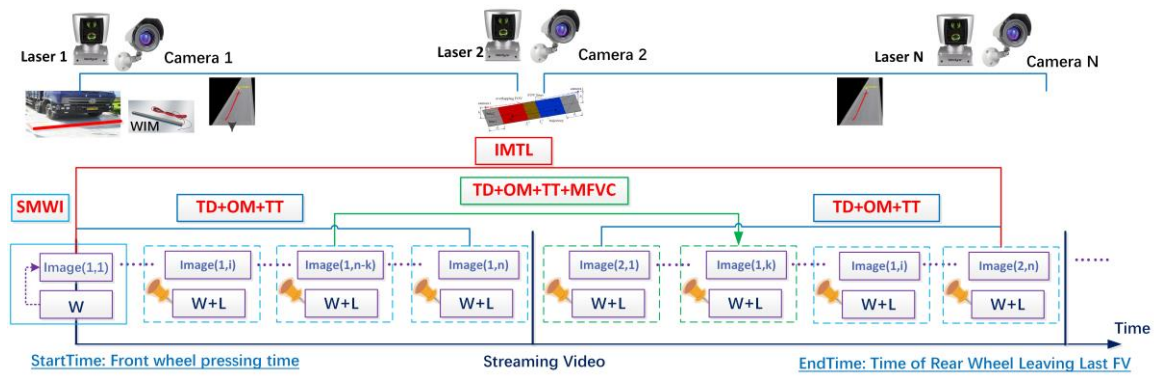 Laser 1
Camera 1
Laser 2
Camera 2
Laser N
Camera N
WIM
IMTL
TD+OM+TT+MFVC
SMWI
TD+OM+TT
TD+OM+TT
Image(1,1)
Image(1,i)
Image(1,n-k)
Image(1,n)
Image(2,1)
Image(1,k)
Image(1,i)
Image(2,n)
W
W+L
W+L
W+L
W+L
W+L
W+L
W+L
Time
StartTime: Front wheel pressing time
Streaming Video
EndTime: Time of Rear Wheel Leaving Last FV